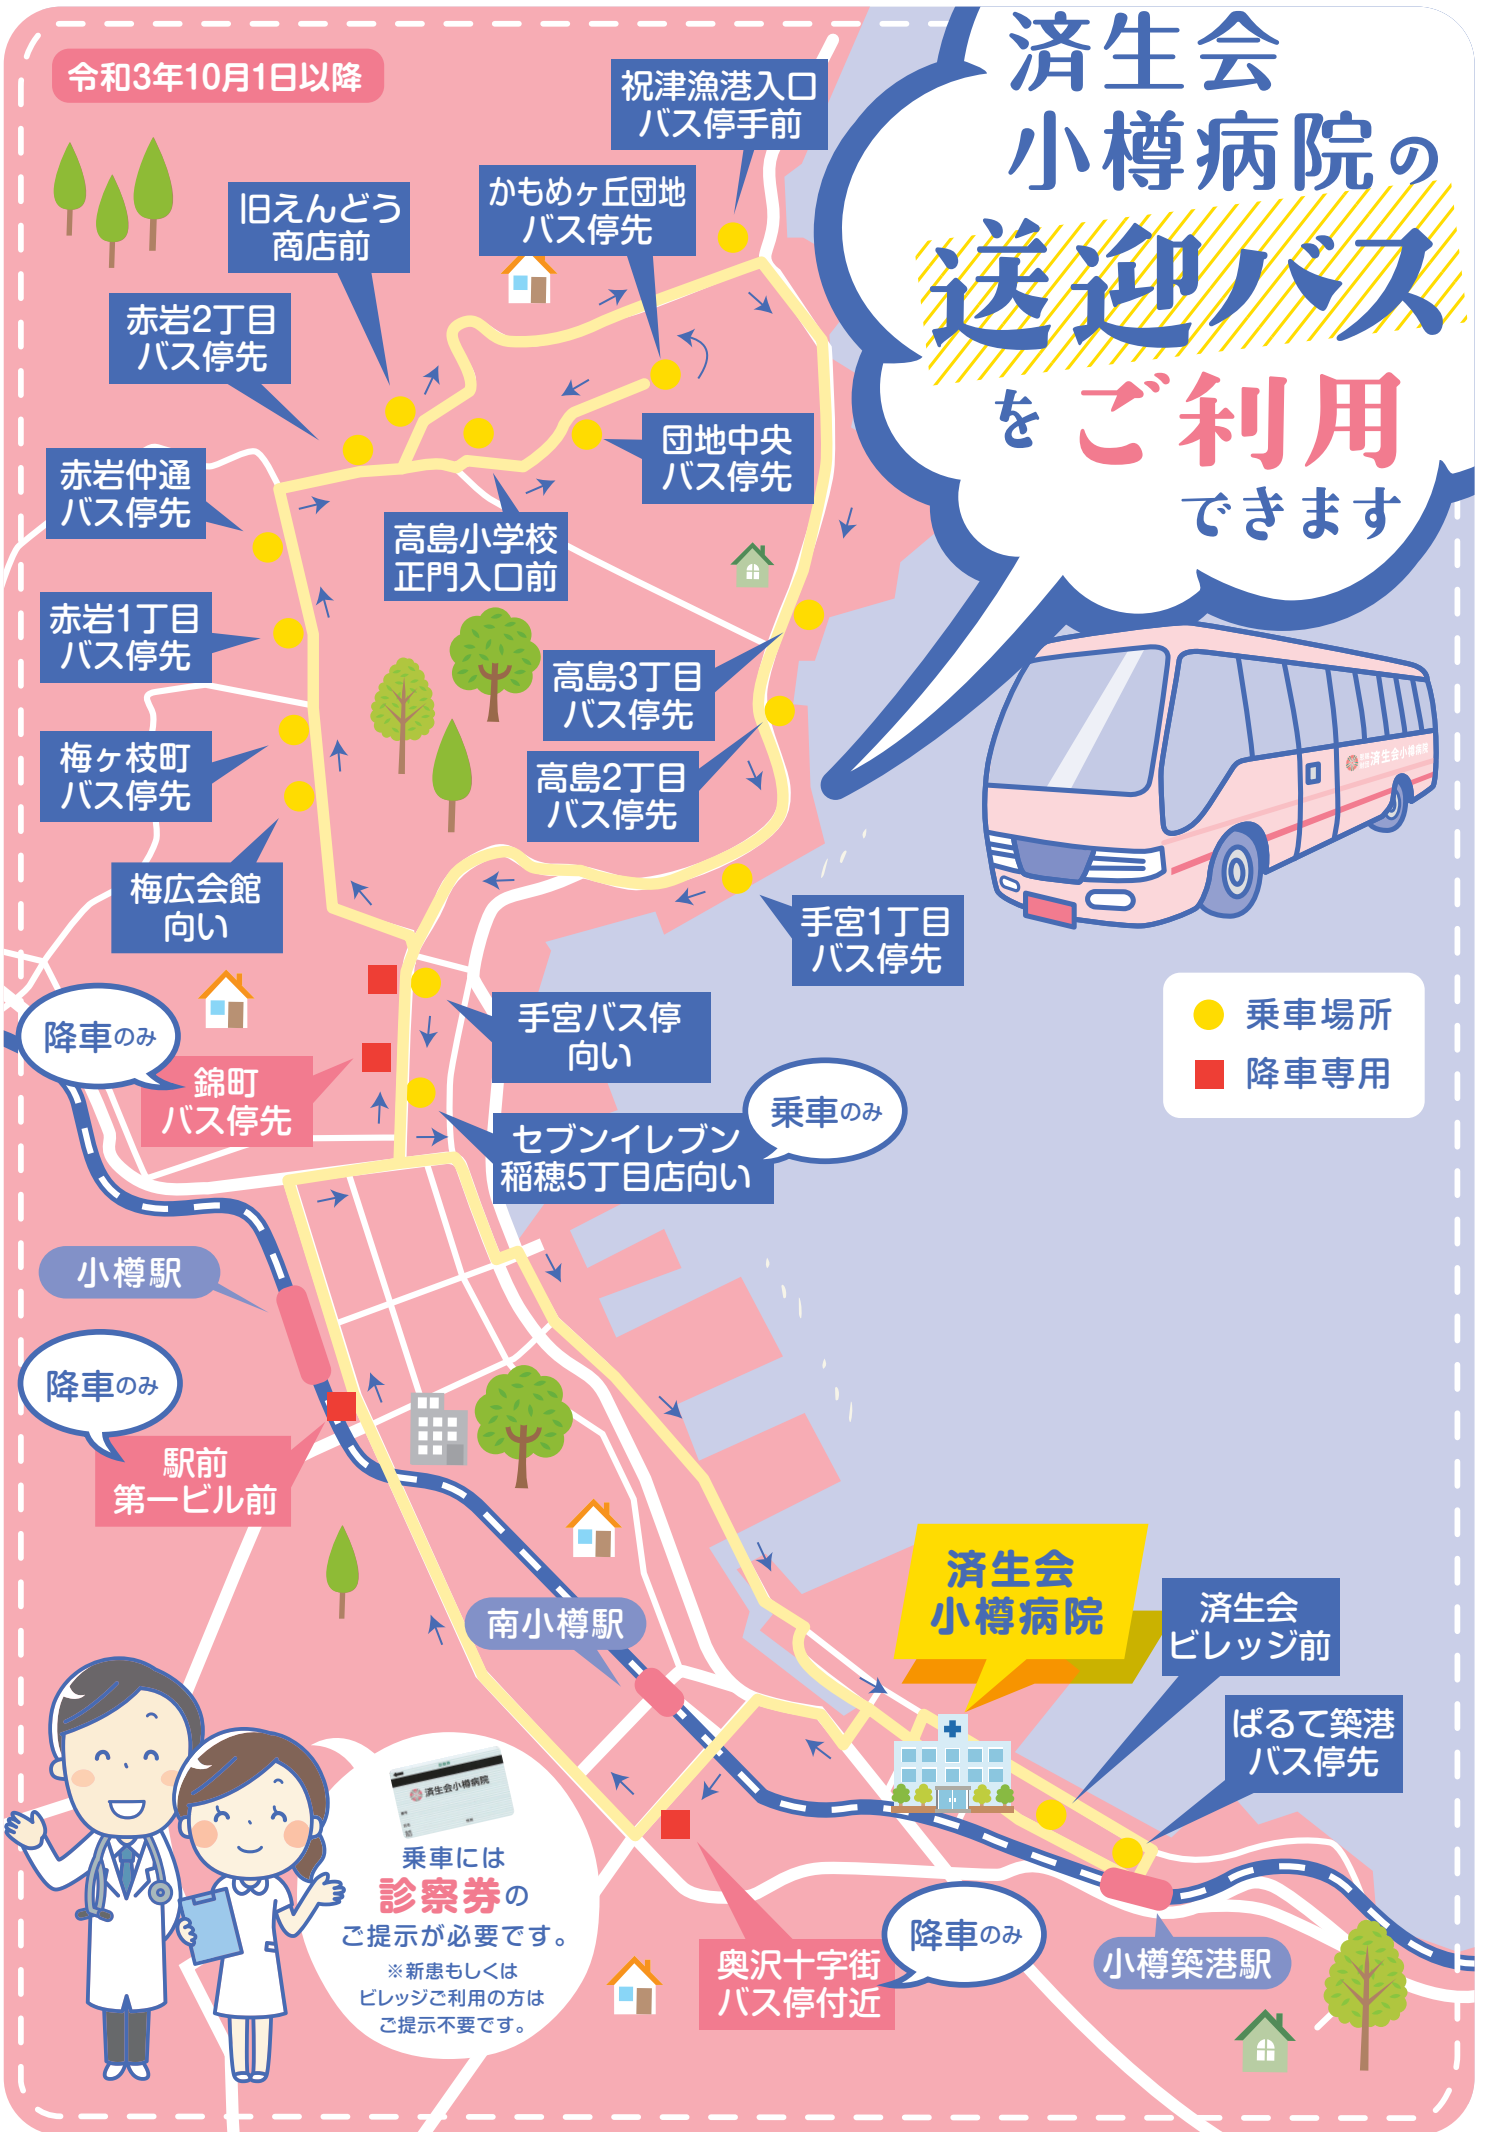 令和3年10月1日以降
済生会
小樽病院の
送迎バス
をご利用
できます
祝津漁港入口
バス停手前
かもめヶ丘団地
バス停先
旧えんどう
商店前
赤岩2丁目
バス停先
団地中央
バス停先
赤岩仲通
バス停先
高島小学校
正門入口前
赤岩1丁目
バス停先
高島3丁目
バス停先
梅ヶ枝町
バス停先
高島2丁目
バス停先
済生会小樽病院
梅広会館
向い
手宮1丁目
バス停先
乗車場所
降車専用
手宮バス停
向い
降車のみ
錦町
バス停先
乗車のみ
セブンイレブン
稲穂5丁目店向い
小樽駅
降車のみ
駅前
第一ビル前
済生会
小樽病院
済生会
ビレッジ前
南小樽駅
ぱるて築港
バス停先
済生会小樽病院
乗車には
診察券の
ご提示が必要です。
※新患もしくは
ビレッジご利用の方は
ご提示不要です。
降車のみ
奥沢十字街
バス停付近
小樽築港駅